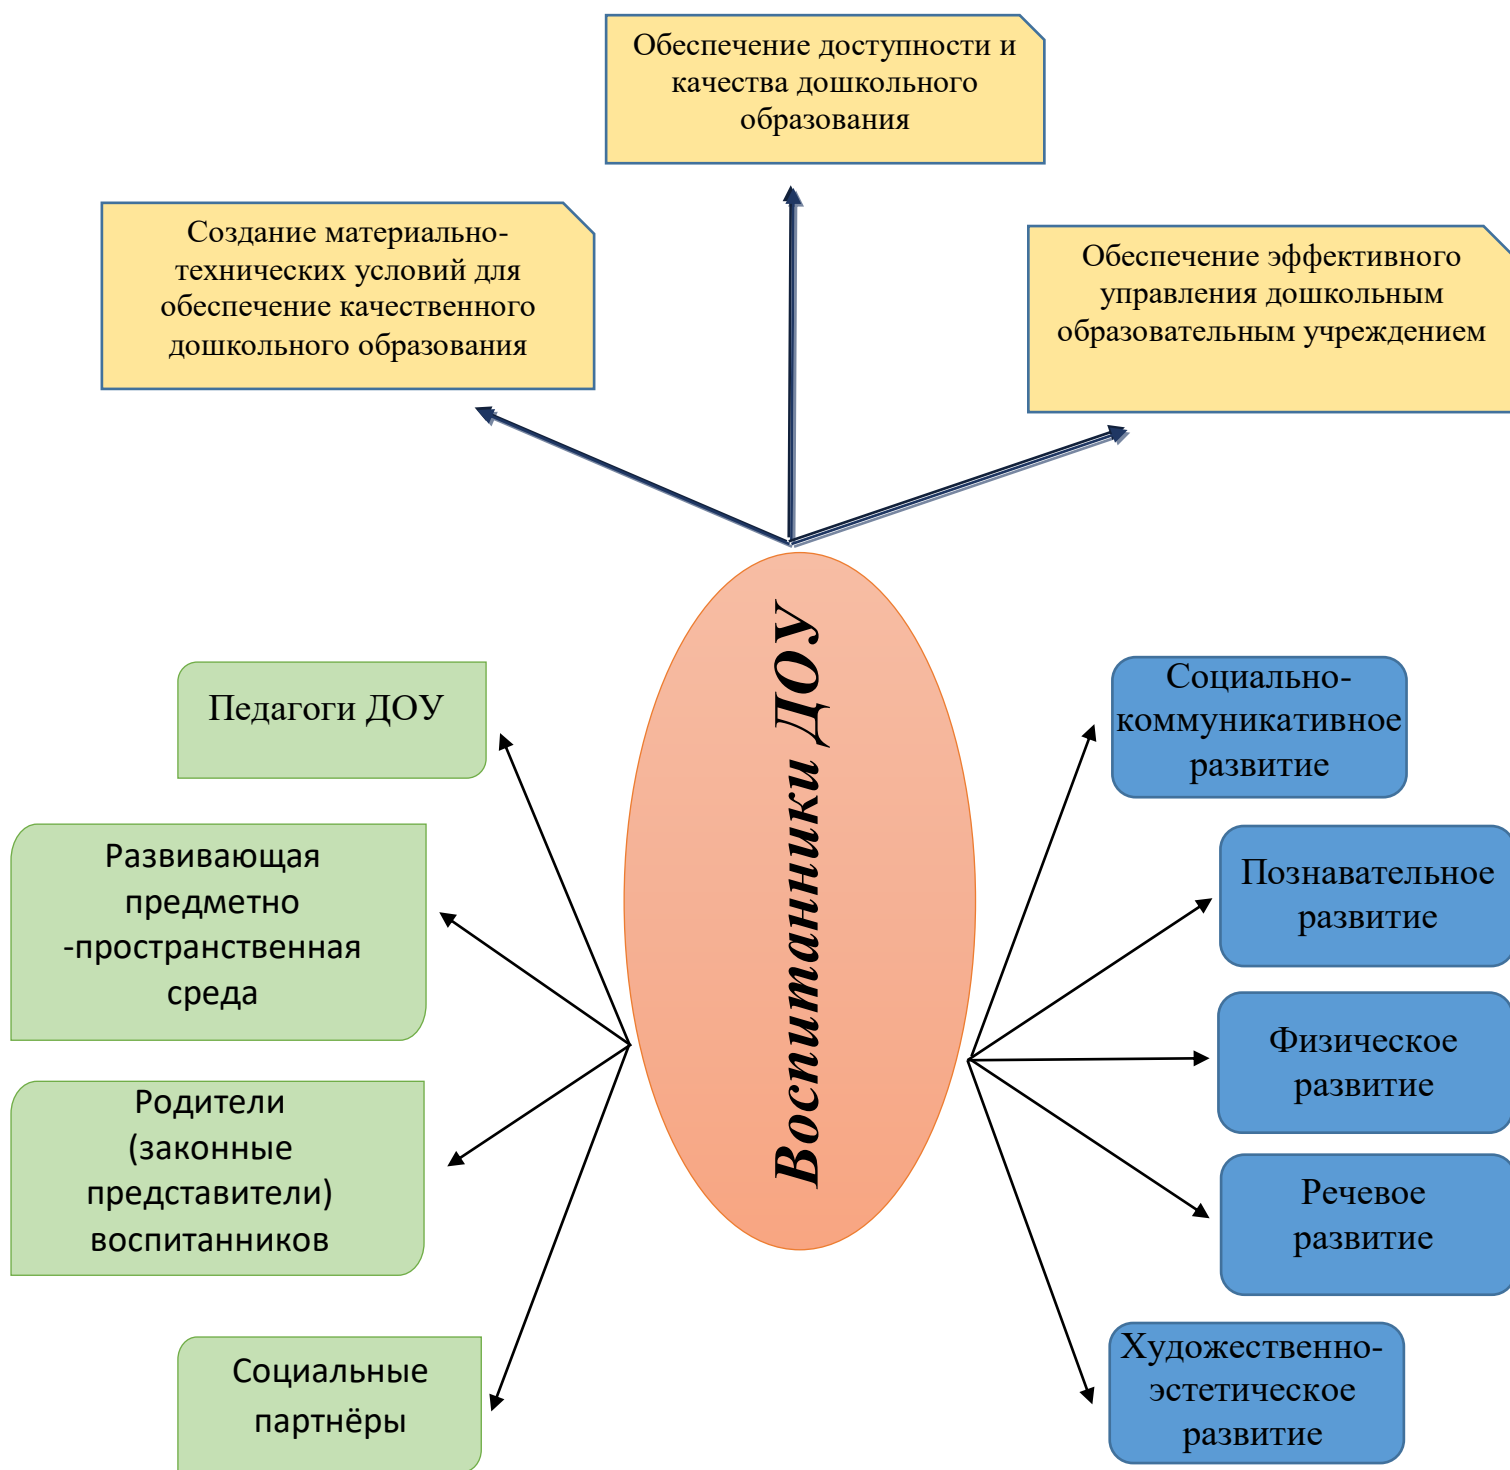 Обеспечение доступности и
качества дошкольного
образования
Создание материально-
технических условий для
обеспечение качественного
дошкольного образования
Обеспечение эффективного
управления дошкольным
образовательным учреждением
Воспитанники ДОУ
Педагоги ДОУ
Развивающая
предметно
-пространственная
среда
Родители
(законные
представители)
воспитанников
Социальные
партнёры
Социально-
коммуникативное
развитие
Познавательное
развитие
Физическое
развитие
Речевое
развитие
Художественно-
эстетическое
развитие